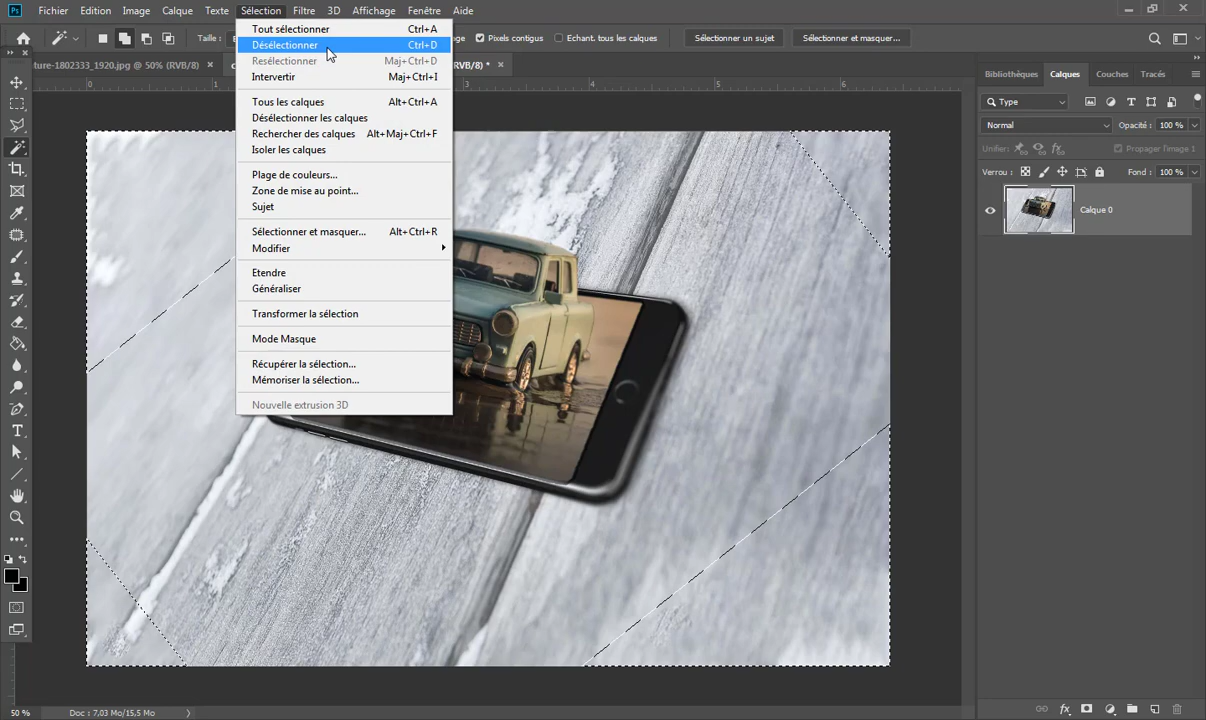 Ps Fichier Edition Image Calque Texte Sélection Filtre 3D Affichage Fenêtre Aide
Taille : Pixels contigus Echant. tous les calques Sélectionner un sujet Sélectionner et masquer...
ture-1802333_1920.jpg @ 50% (RVB/8) × RVB/8) * ×
0 3 4 5 6
Tout sélectionner Ctrl+A
Désélectionner Ctrl+D
Resélectionner Maj+Ctrl+D
Intervertir Maj+Ctrl+I
Tous les calques Alt+Ctrl+A
Désélectionner les calques
Rechercher des calques Alt+Maj+Ctrl+F
Isoler les calques
Plage de couleurs...
Zone de mise au point...
Sujet
Sélectionner et masquer... Alt+Ctrl+R
Modifier
Etendre
Généraliser
Transformer la sélection
Mode Masque
Récupérer la sélection...
Mémoriser la sélection...
Nouvelle extrusion 3D
Bibliothèques Calques Couches Tracés
Type
Normal Opacité : 100 %
Unifier : Propager l'image 1
Verrou : Fond : 100 %
Calque 0
50 % Doc : 7,03 Mo/15,5 Mo